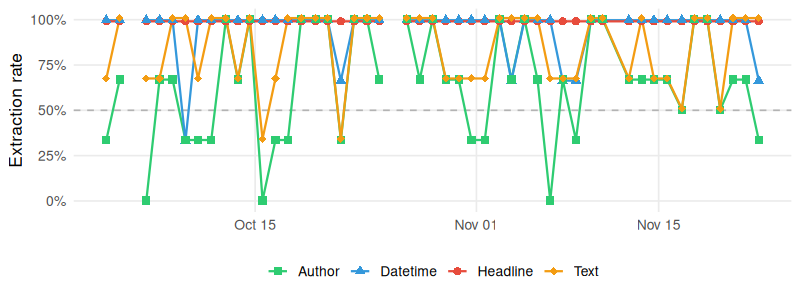 Extraction rate
100%
75%
50%
25%
0%
Oct 15
Nov 01
Nov 15
Author
Datetime
Headline
Text